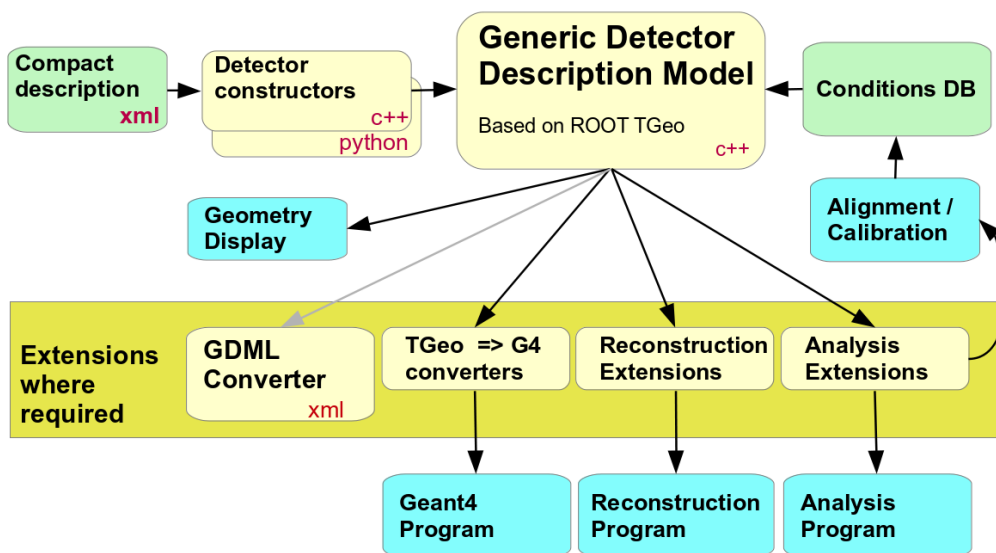 Compact
description
xml
Detector
constructors
c++
python
Generic Detector
Description Model
Based on ROOT TGeo
c++
Conditions DB
Geometry
Display
Alignment /
Calibration
Extensions
where
required
GDML
Converter
xml
TGeo => G4
converters
Reconstruction
Extensions
Analysis
Extensions
Geant4
Program
Reconstruction
Program
Analysis
Program